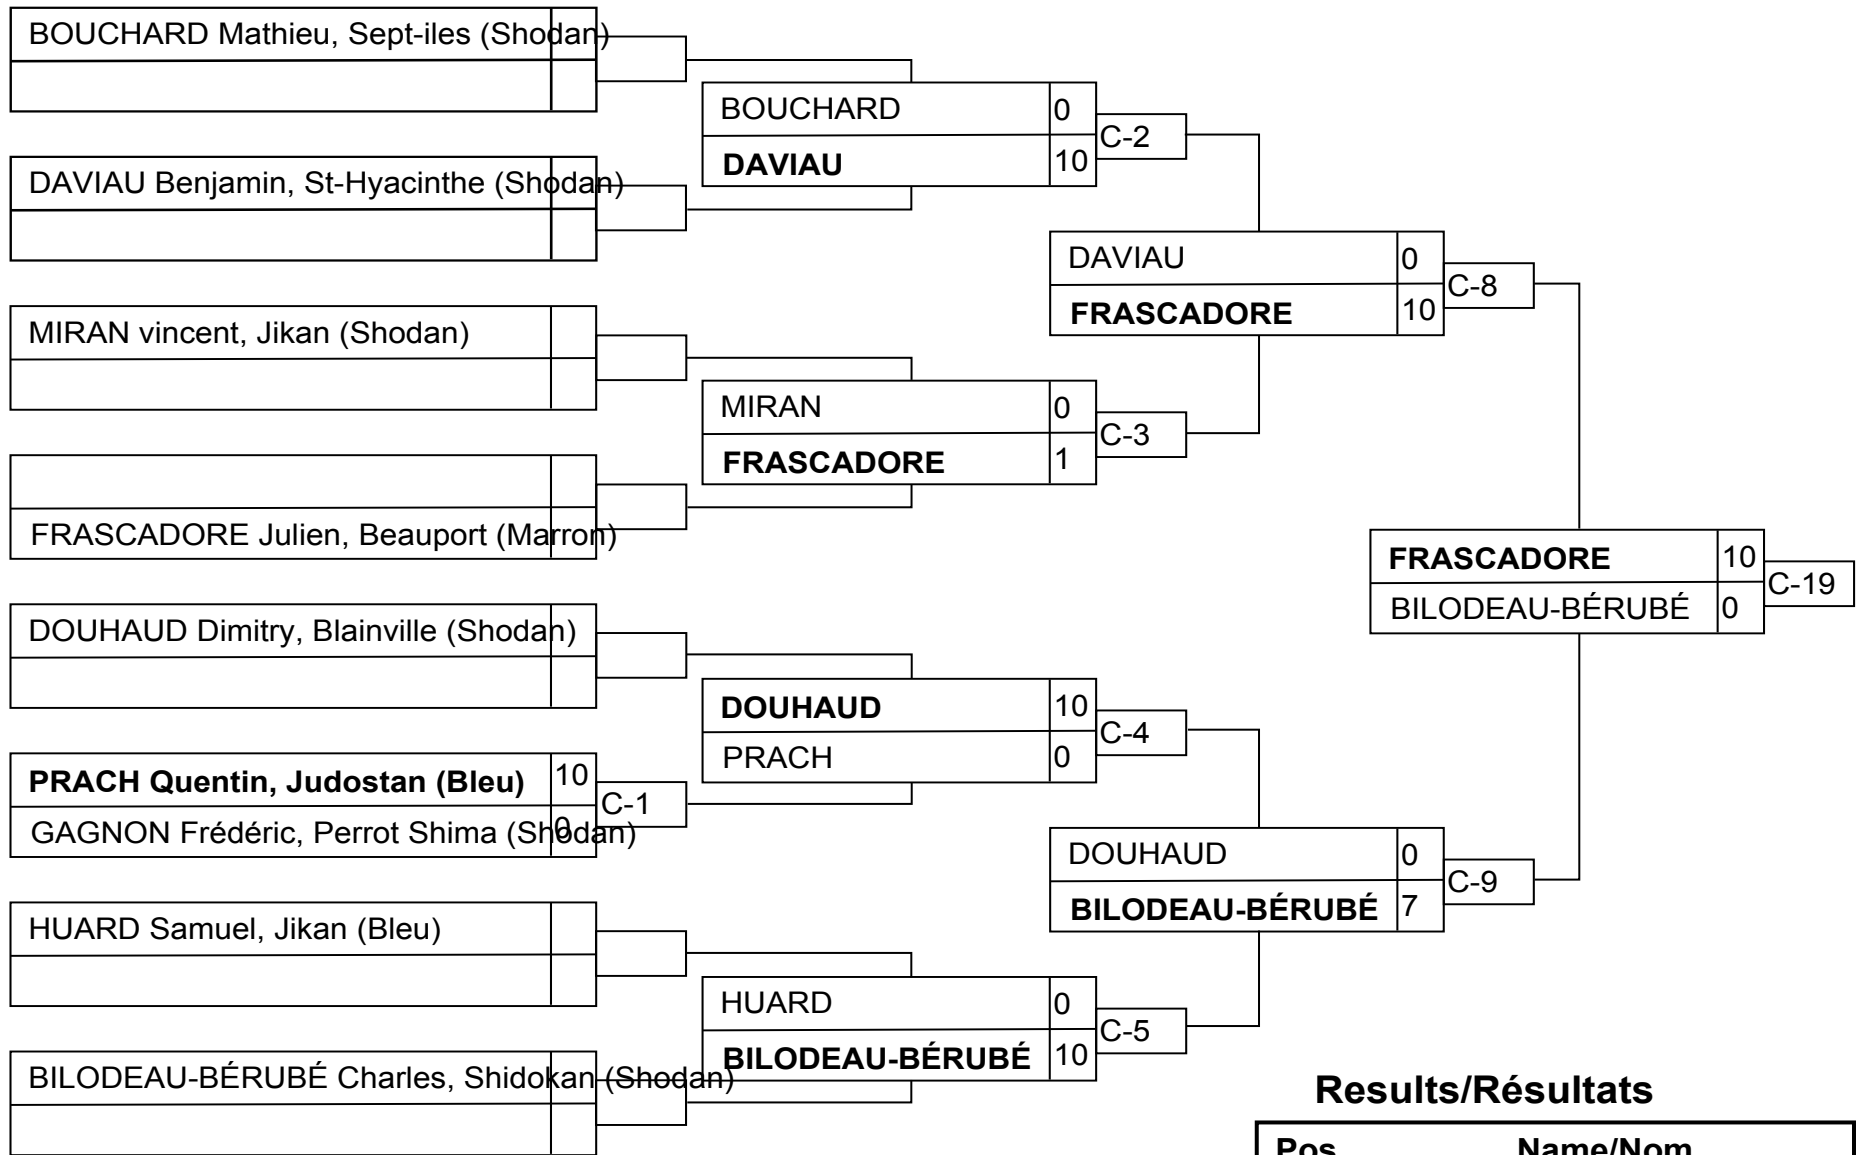 BOUCHARD Mathieu, Sept-iles (Shodan)
DAVIAU Benjamin, St-Hyacinthe (Shodan)
MIRAN vincent, Jikan (Shodan)
FRASCADORE Julien, Beauport (Marron)
DOUHAUD Dimitry, Blainville (Shodan)
PRACH Quentin, Judostan (Bleu) 10
GAGNON Frédéric, Perrot Shima (Shodan) 0
C-1
HUARD Samuel, Jikan (Bleu)
BILODEAU-BÉRUBÉ Charles, Shidokan (Shodan)
BOUCHARD 0
DAVIAU 10
C-2
MIRAN 0
FRASCADORE 1
C-3
DOUHAUD 10
PRACH 0
C-4
HUARD 0
BILODEAU-BÉRUBÉ 10
C-5
DAVIAU 0
FRASCADORE 10
C-8
DOUHAUD 0
BILODEAU-BÉRUBÉ 7
C-9
FRASCADORE 10
BILODEAU-BÉRUBÉ 0
C-19
Results/Résultats
Pos Name/Nom